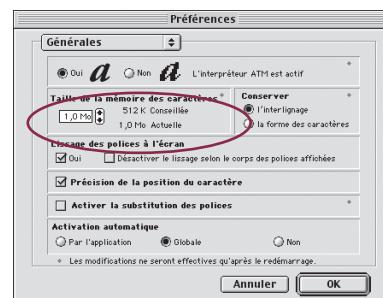 Préférences
Générales
Oui a Non a L'interpréteur ATM est actif *
Taille de la mémoire des caractères *
1,0 Mo 512 K Conseillée
1,0 Mo Actuelle
Conserver *
l'interlignage
la forme des caractères
Lissage des polices à l'écran
Oui Désactiver le lissage selon le corps des polices affichées
Précision de la position du caractère
Activer la substitution des polices *
Activation automatique
Par l'application Globale Non
* Les modifications ne seront effectives qu'après le redémarrage.
Annuler OK